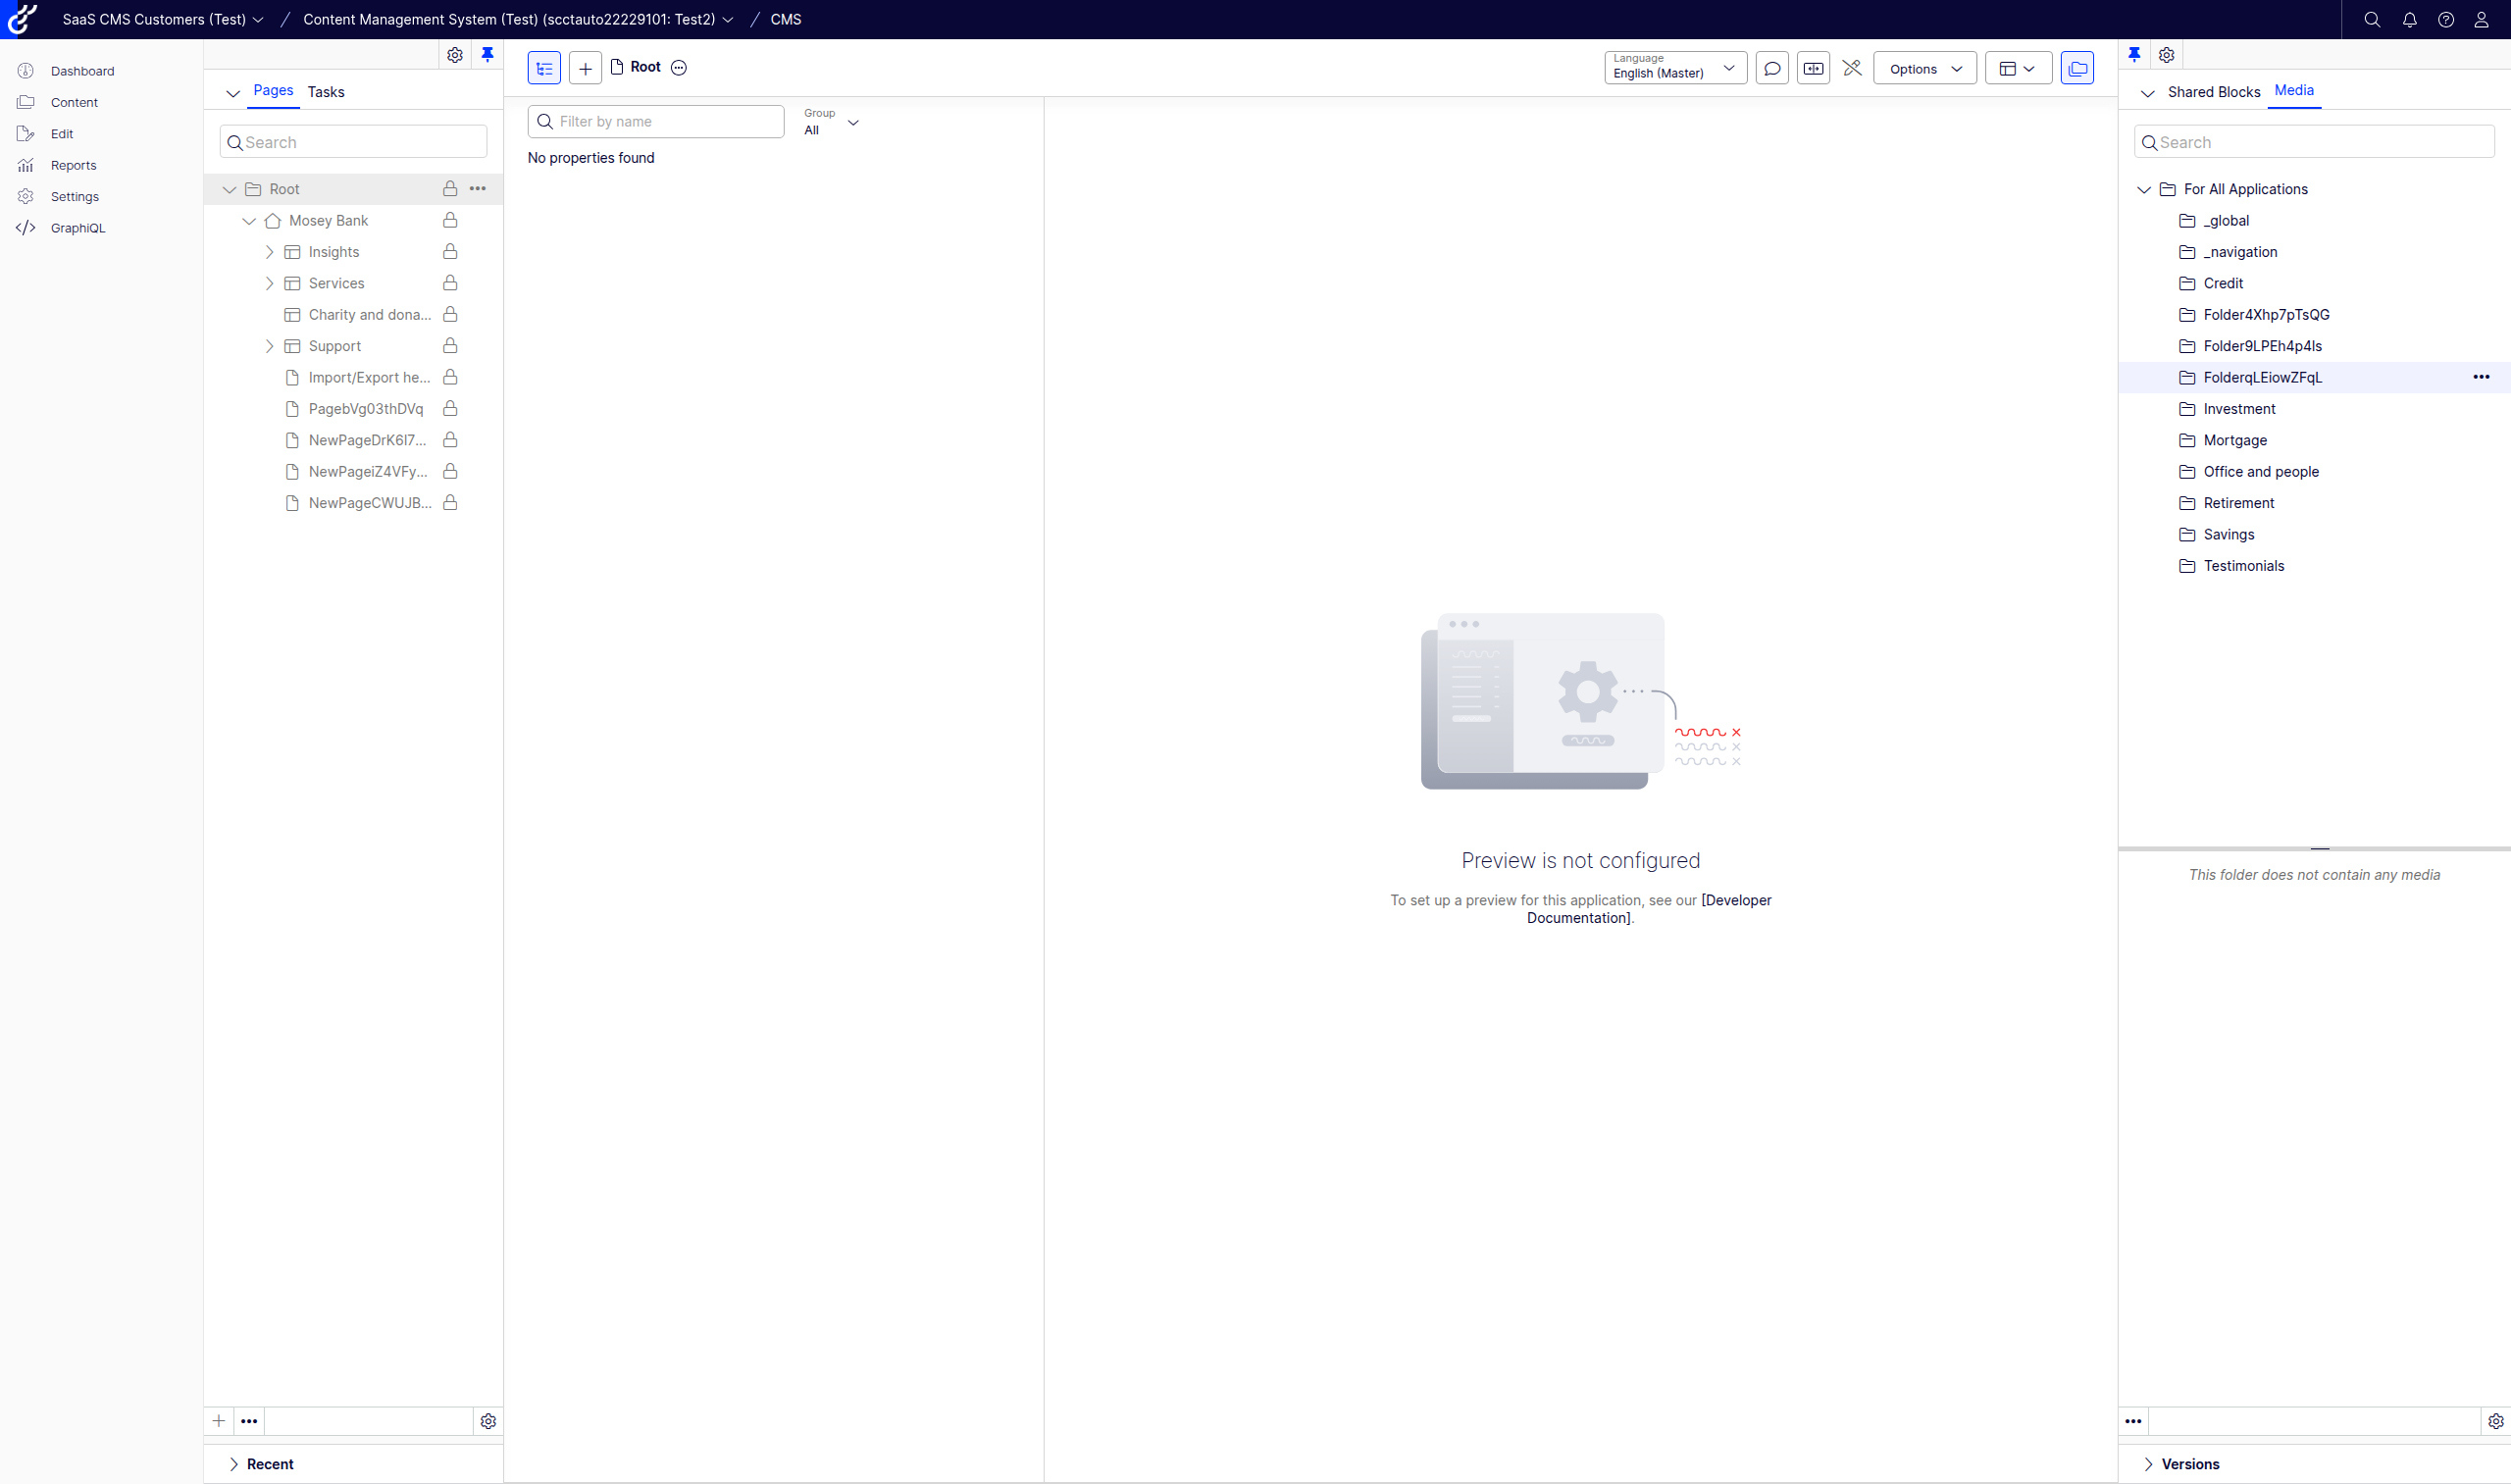 SaaS CMS Customers (Test) / Content Management System (Test) (scctauto22229101: Test2) / CMS
Dashboard
Content
Edit
Reports
Settings
GraphiQL
Pages Tasks
Search
Root
Mosey Bank
Insights
Services
Charity and dona...
Support
Import/Export he...
PagebVg03thDVq
NewPageDrK6I7...
NewPageiZ4VFy...
NewPageCWUJB...
Recent
Root
Language
English (Master)
Options
Filter by name
Group
All
No properties found
Preview is not configured
To set up a preview for this application, see our [Developer
Documentation].
Shared Blocks Media
Search
For All Applications
_global
_navigation
Credit
Folder4Xhp7pTsQG
Folder9LPEh4p4ls
FolderqLEiowZFqL
Investment
Mortgage
Office and people
Retirement
Savings
Testimonials
This folder does not contain any media
Versions